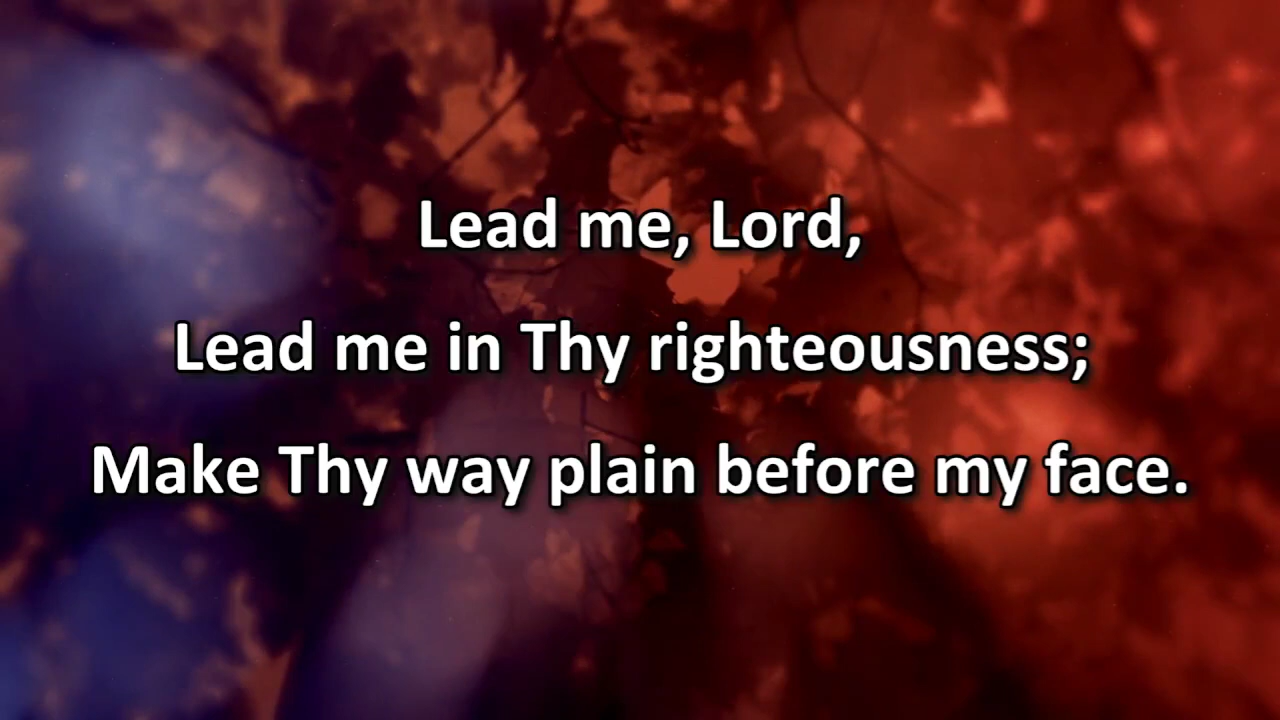 Lead me, Lord,
Lead me in Thy righteousness;
Make Thy way plain before my face.